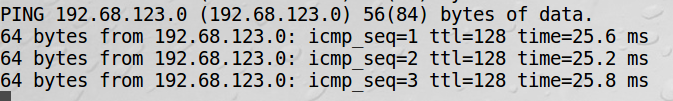 PING 192.68.123.0 (192.68.123.0) 56(84) bytes of data.
64 bytes from 192.68.123.0: icmp_seq=1 ttl=128 time=25.6 ms
64 bytes from 192.68.123.0: icmp_seq=2 ttl=128 time=25.2 ms
64 bytes from 192.68.123.0: icmp_seq=3 ttl=128 time=25.8 ms